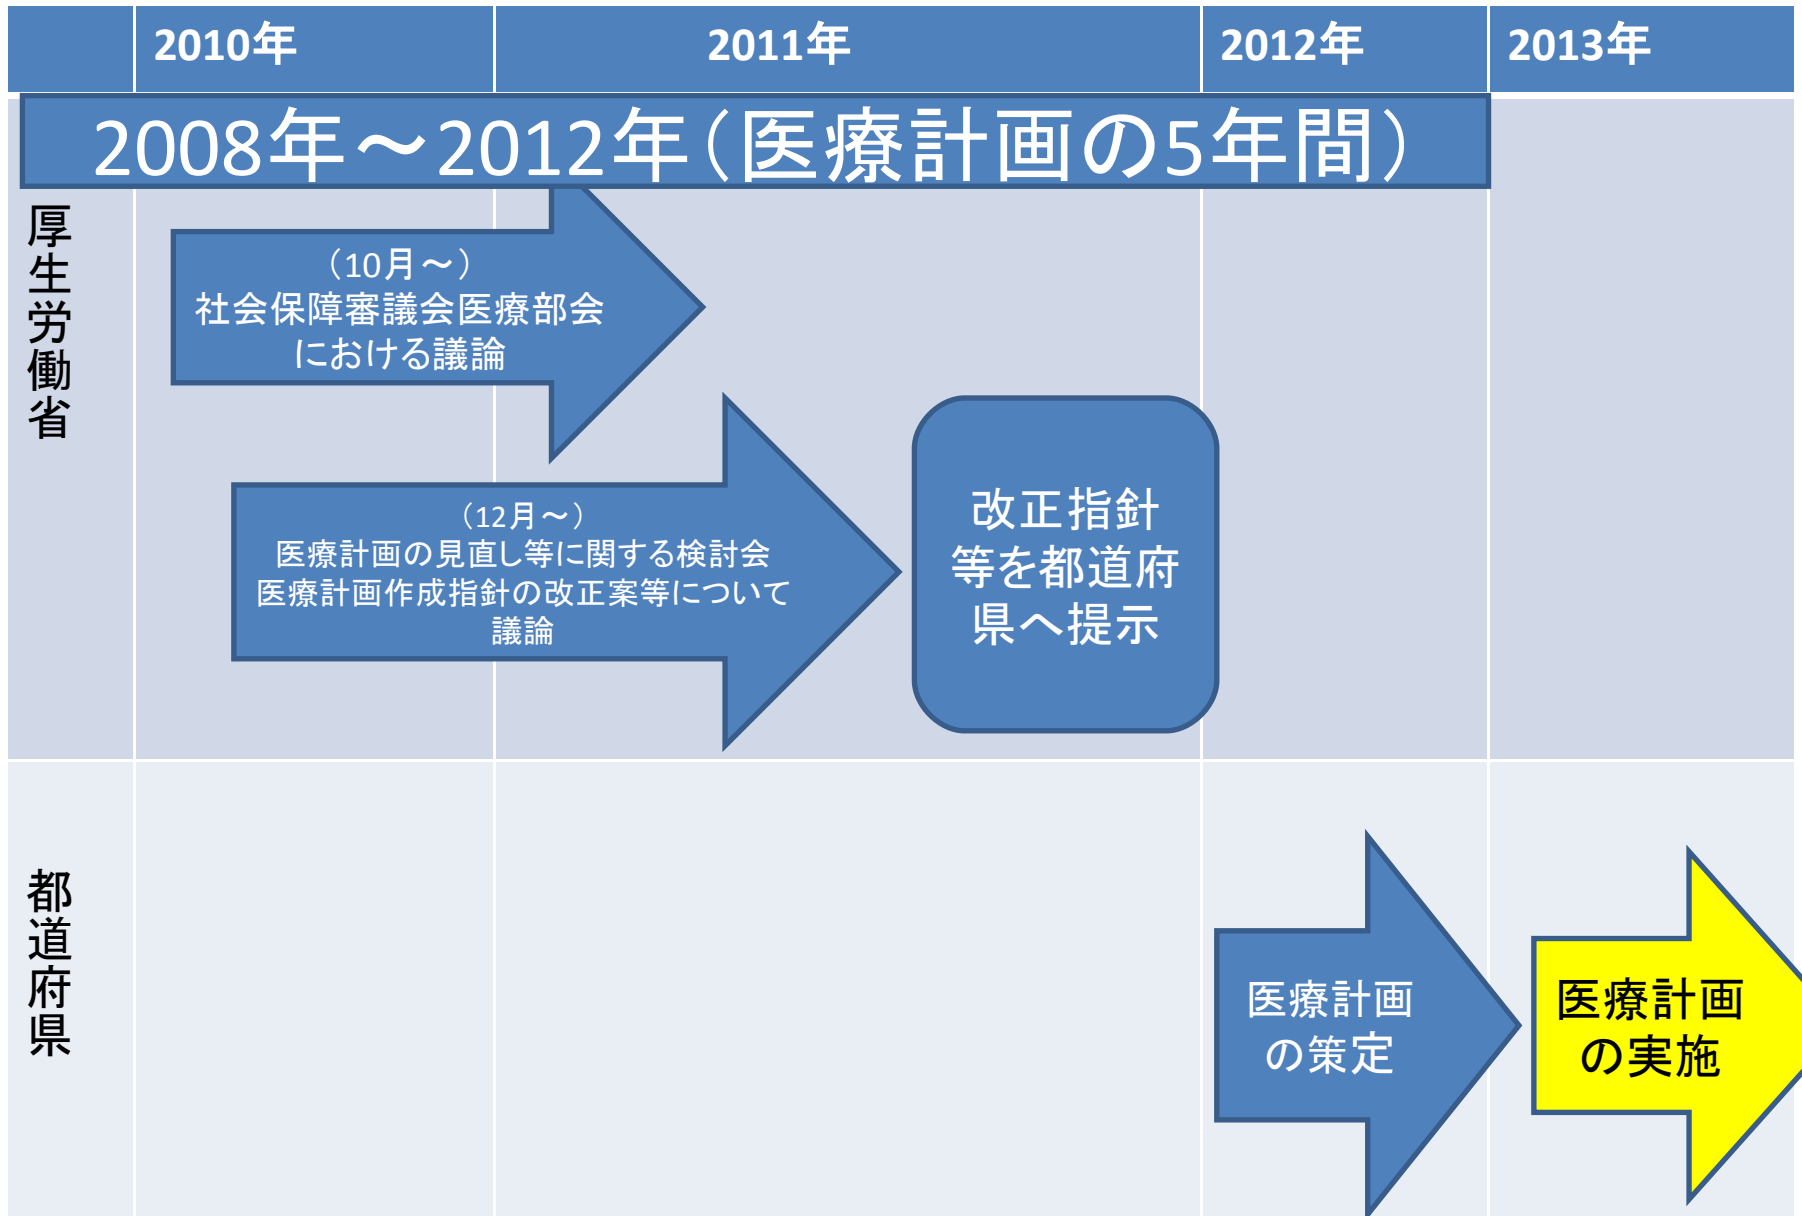 2010年
2011年
2012年
2013年
2008年～2012年（医療計画の5年間）
厚生労働省
（10月～）
社会保障審議会医療部会
における議論
（12月～）
医療計画の見直し等に関する検討会
医療計画作成指針の改正案等について
議論
改正指針
等を都道府
県へ提示
都道府県
医療計画
の策定
医療計画
の実施